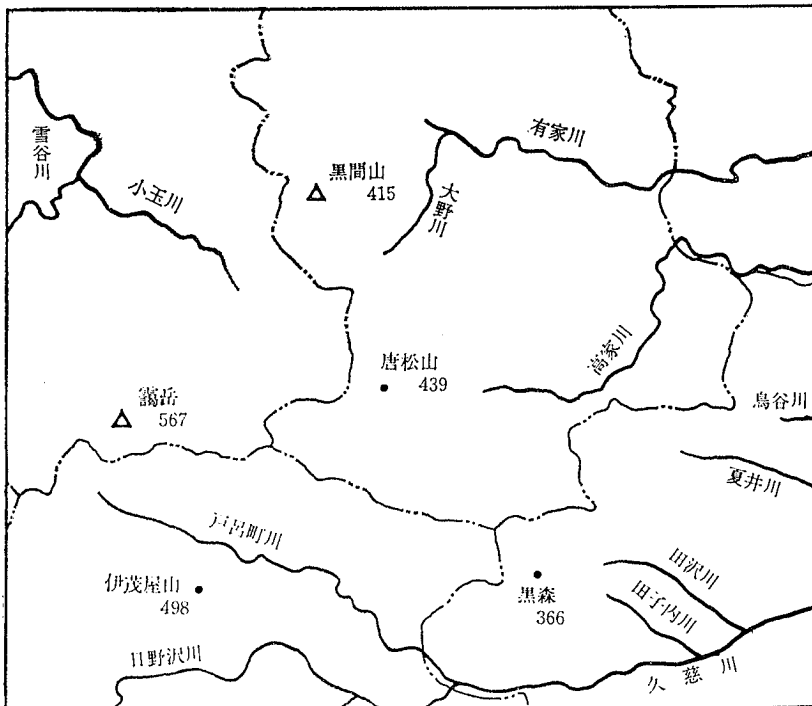 雪谷川
小玉川
黒間山
415
大野川
有家川
唐松山
439
高家川
靄岳
567
鳥谷川
夏井川
戸呂町川
伊茂屋山
498
日野沢川
黒森
366
田沢川
田子内川
久慈川